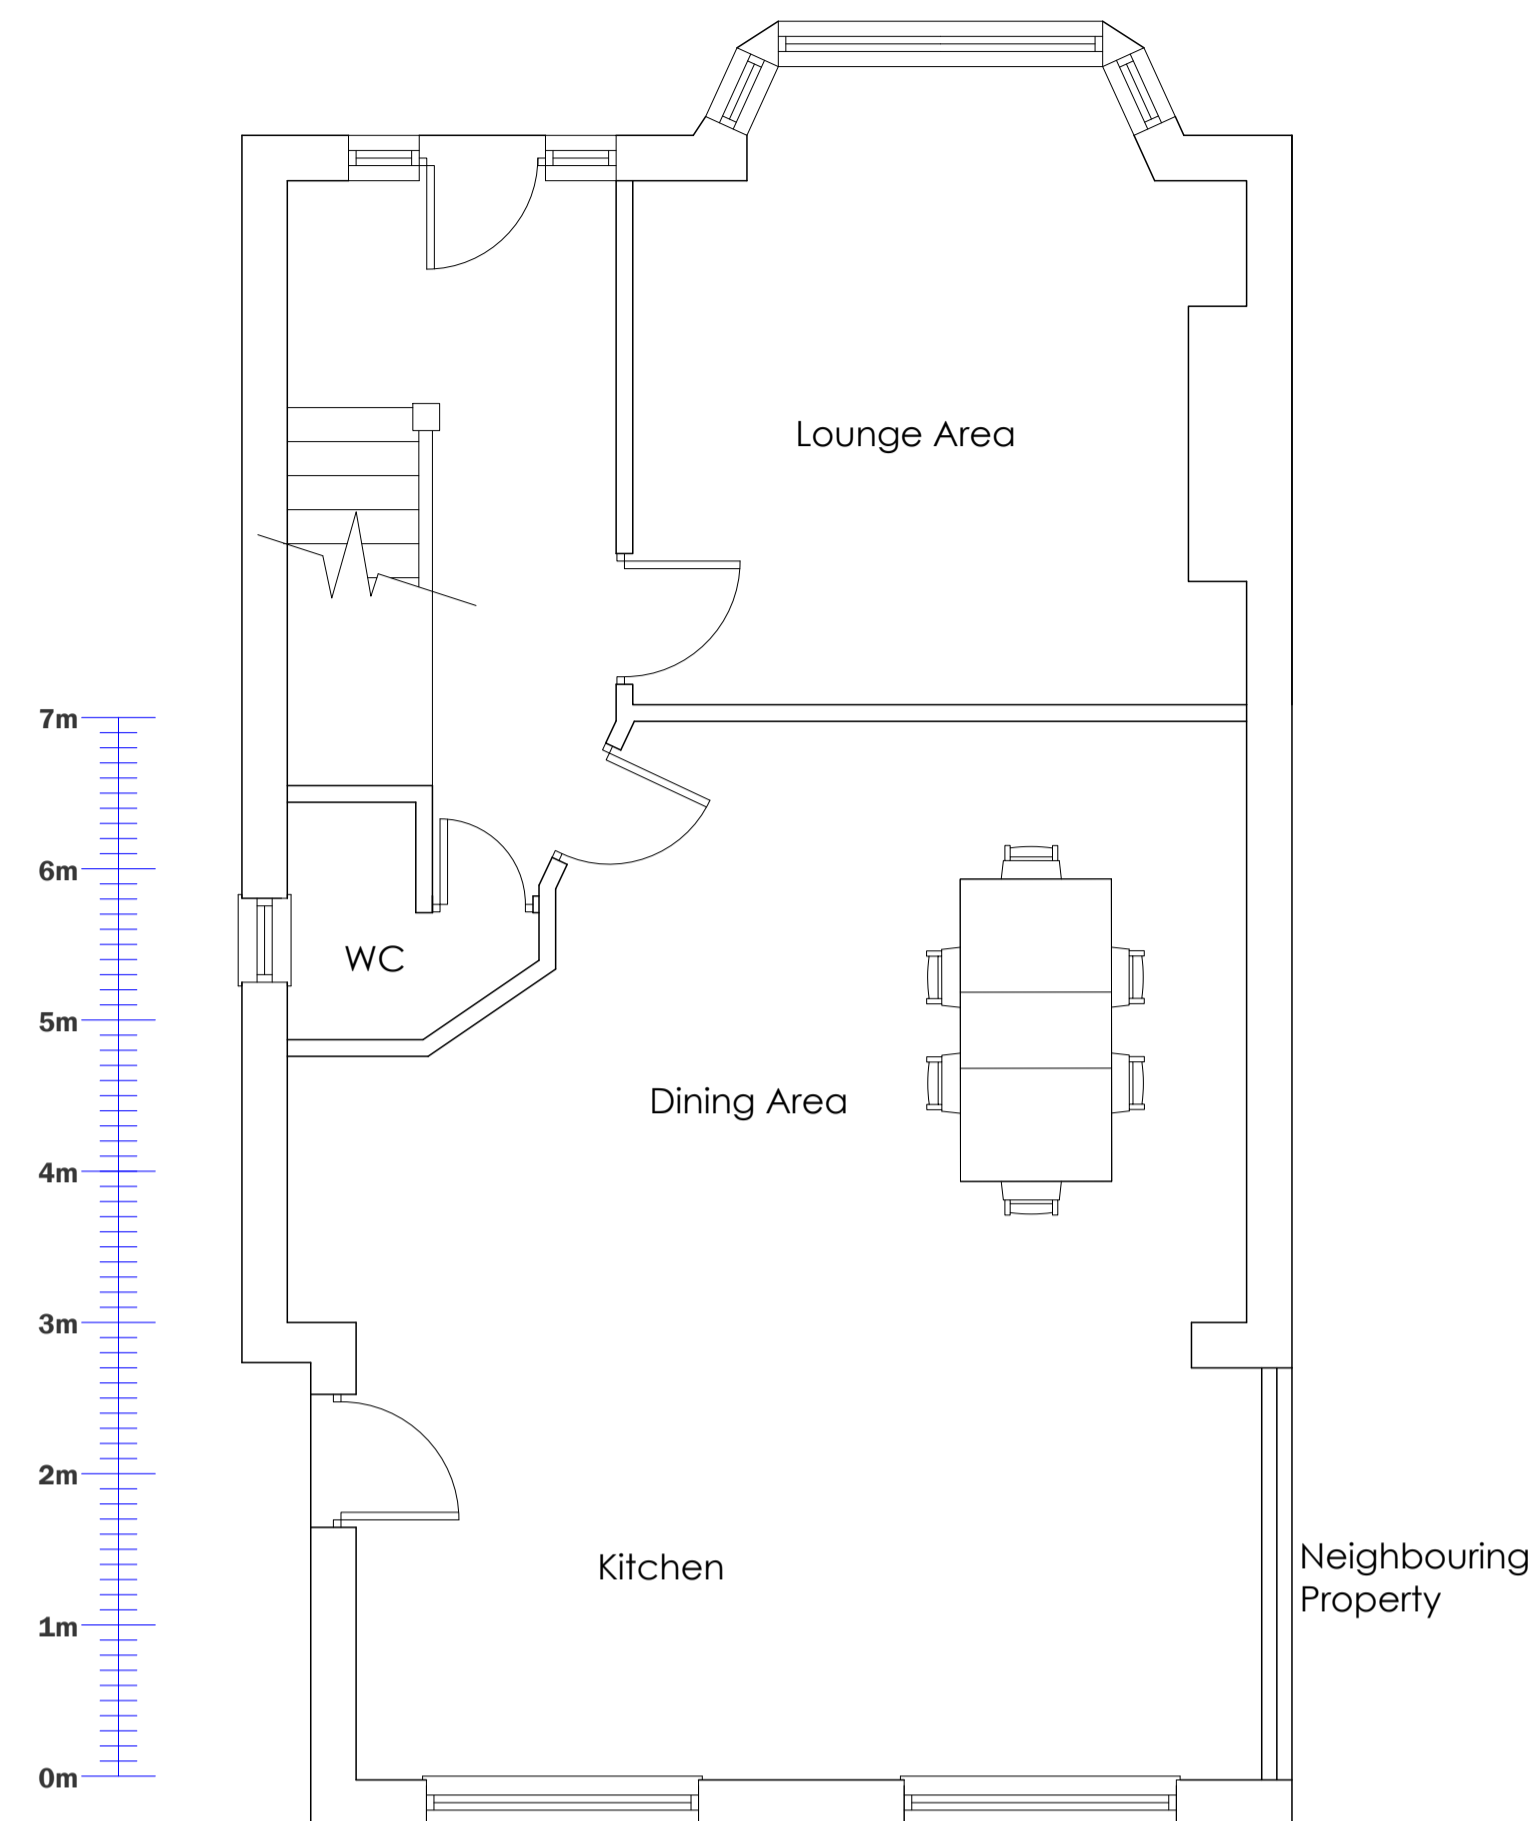 Lounge Area
7m
6m
WC
5m
Dining Area
4m
3m
2m
Kitchen
Neighbouring
Property
1m
0m